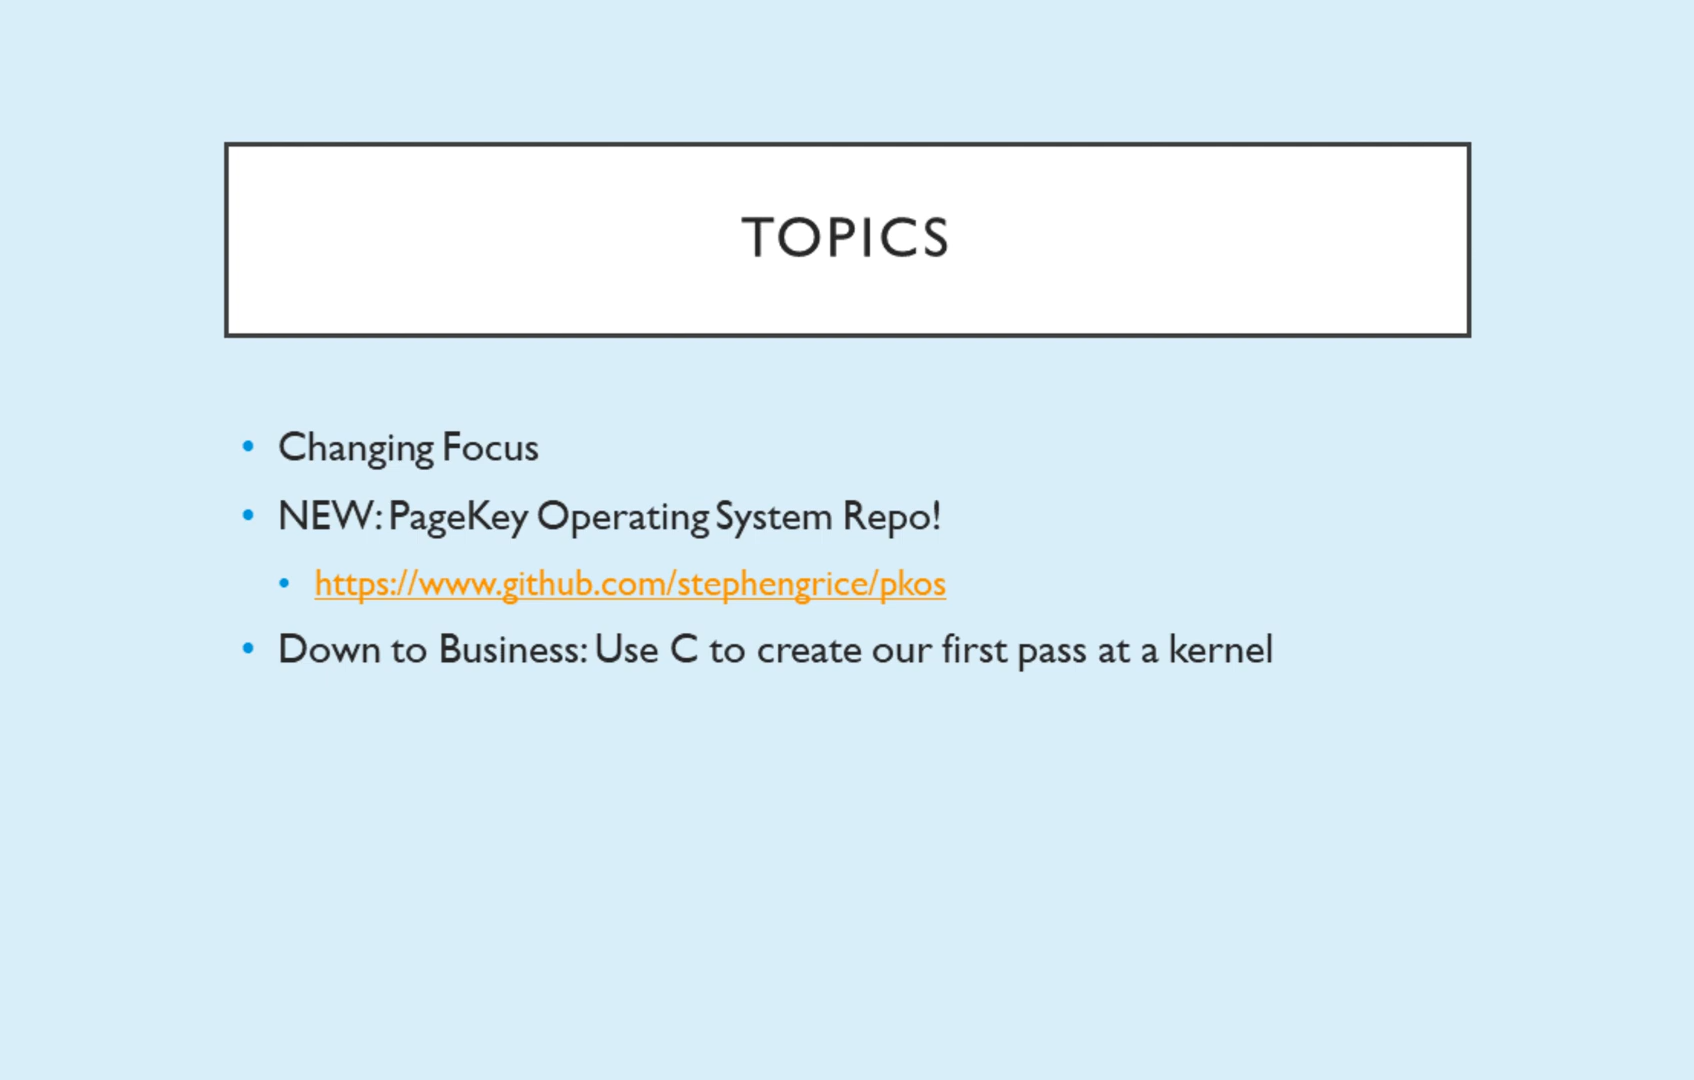 TOPICS
• Changing Focus
• NEW: PageKey Operating System Repo!
• https://www.github.com/stephengrice/pkos
• Down to Business: Use C to create our first pass at a kernel